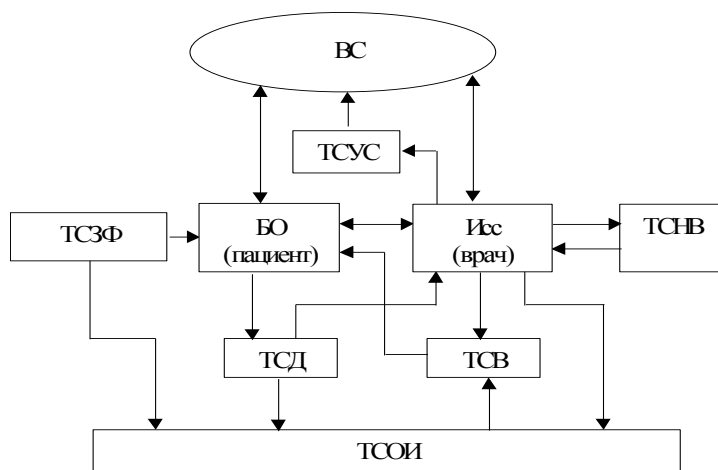 ВС
ТСУС
ТСЗФ
БО
(пациент)
Исс
(врач)
ТСНВ
ТСД
ТСВ
ТСОИ